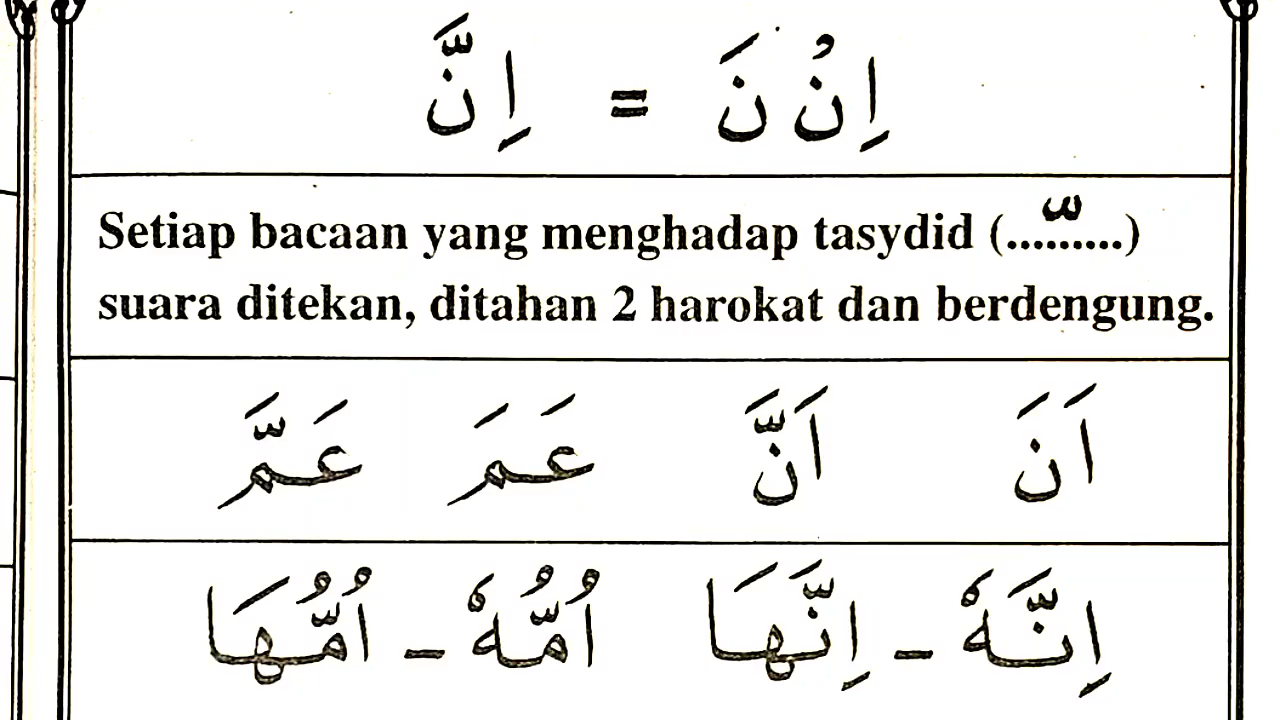 اِنْ نَ = اِنَّ
Setiap bacaan yang menghadap tasydid (....ّ.....)
suara ditekan, ditahan 2 harokat dan berdengung.
اَنَ اَنَّ عَمَ عَمَّ
اِنَّهٗ - اِنَّهَا اُمُّهٗ - اُمُّهَا